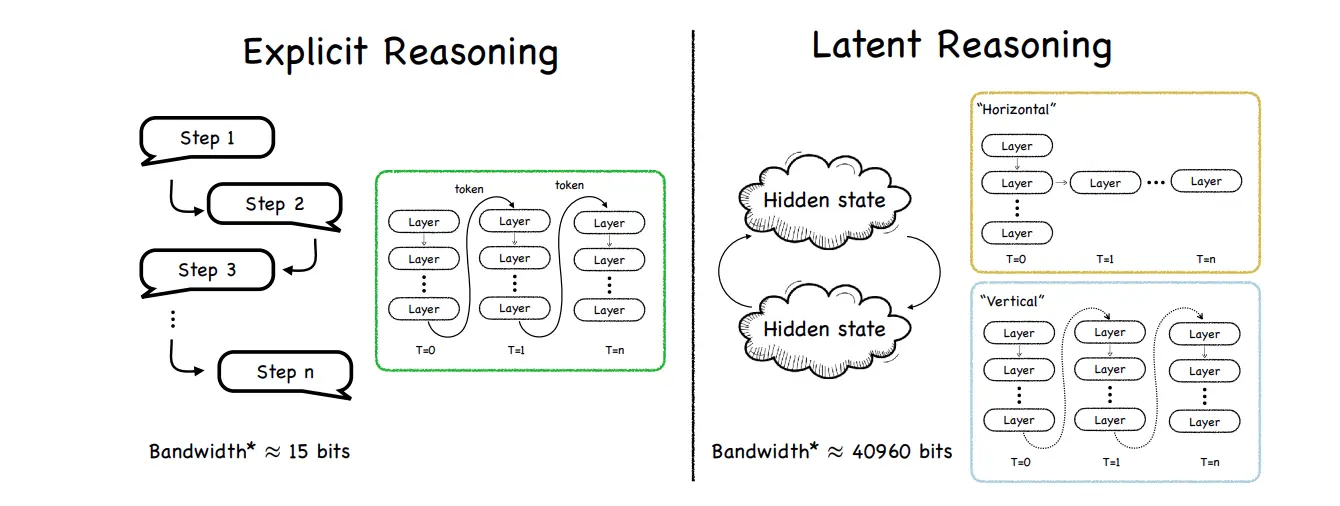 Explicit Reasoning
Step 1
Step 2
Step 3
Step n
Bandwidth* ≈ 15 bits
token token
Layer Layer Layer
Layer Layer Layer
Layer Layer Layer
T=0 T=1 T=n
Latent Reasoning
Hidden state
Hidden state
Bandwidth* ≈ 40960 bits
"Horizontal"
Layer
Layer Layer Layer
Layer
T=0 T=1 T=n
"Vertical"
Layer Layer Layer
Layer Layer Layer
Layer Layer Layer
T=0 T=1 T=n